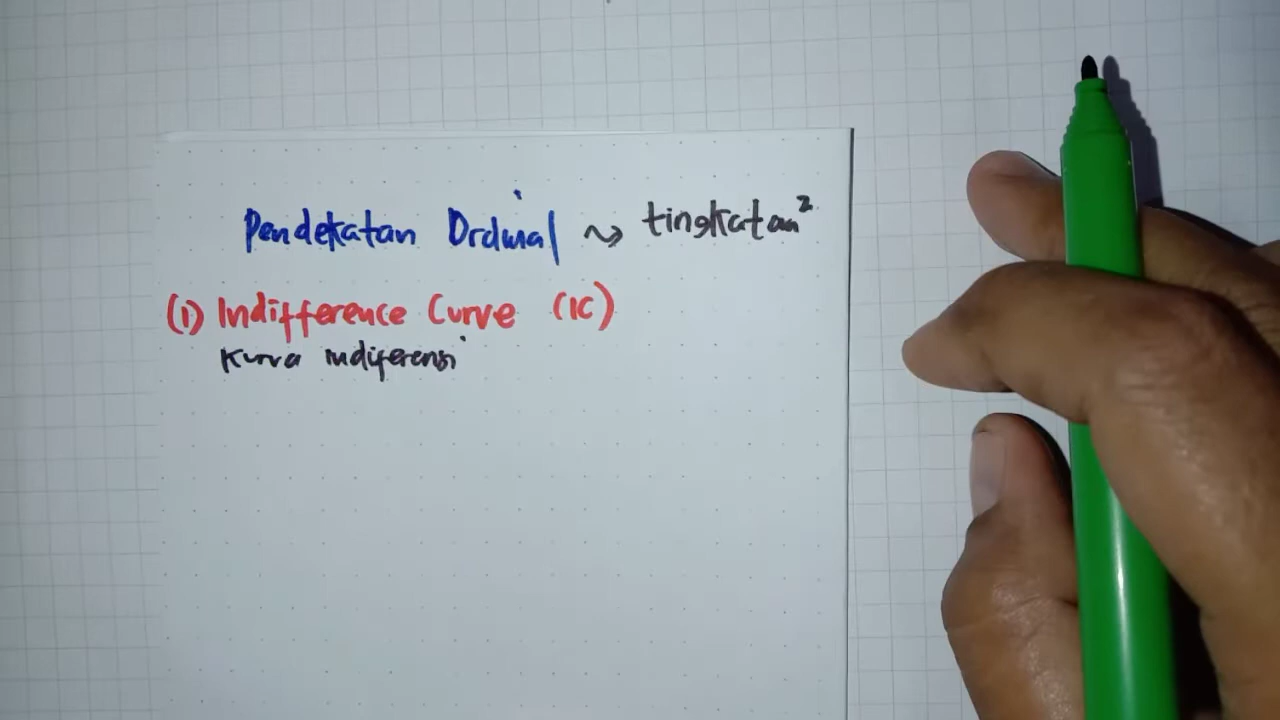 Pendekatan Ordinal ⇝ tingkatan²
(1) Indifference Curve (IC)
Kurva indiferensi